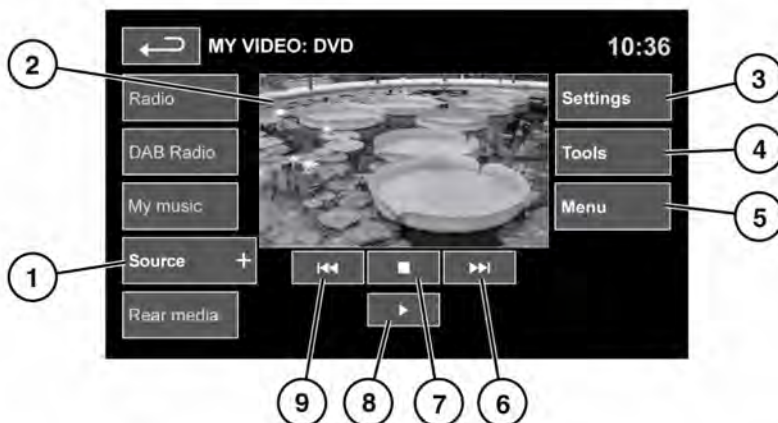 MY VIDEO: DVD
10:36
Radio
DAB Radio
My music
Source +
Rear media
Settings
Tools
Menu
1
2
3
4
5
6
7
8
9